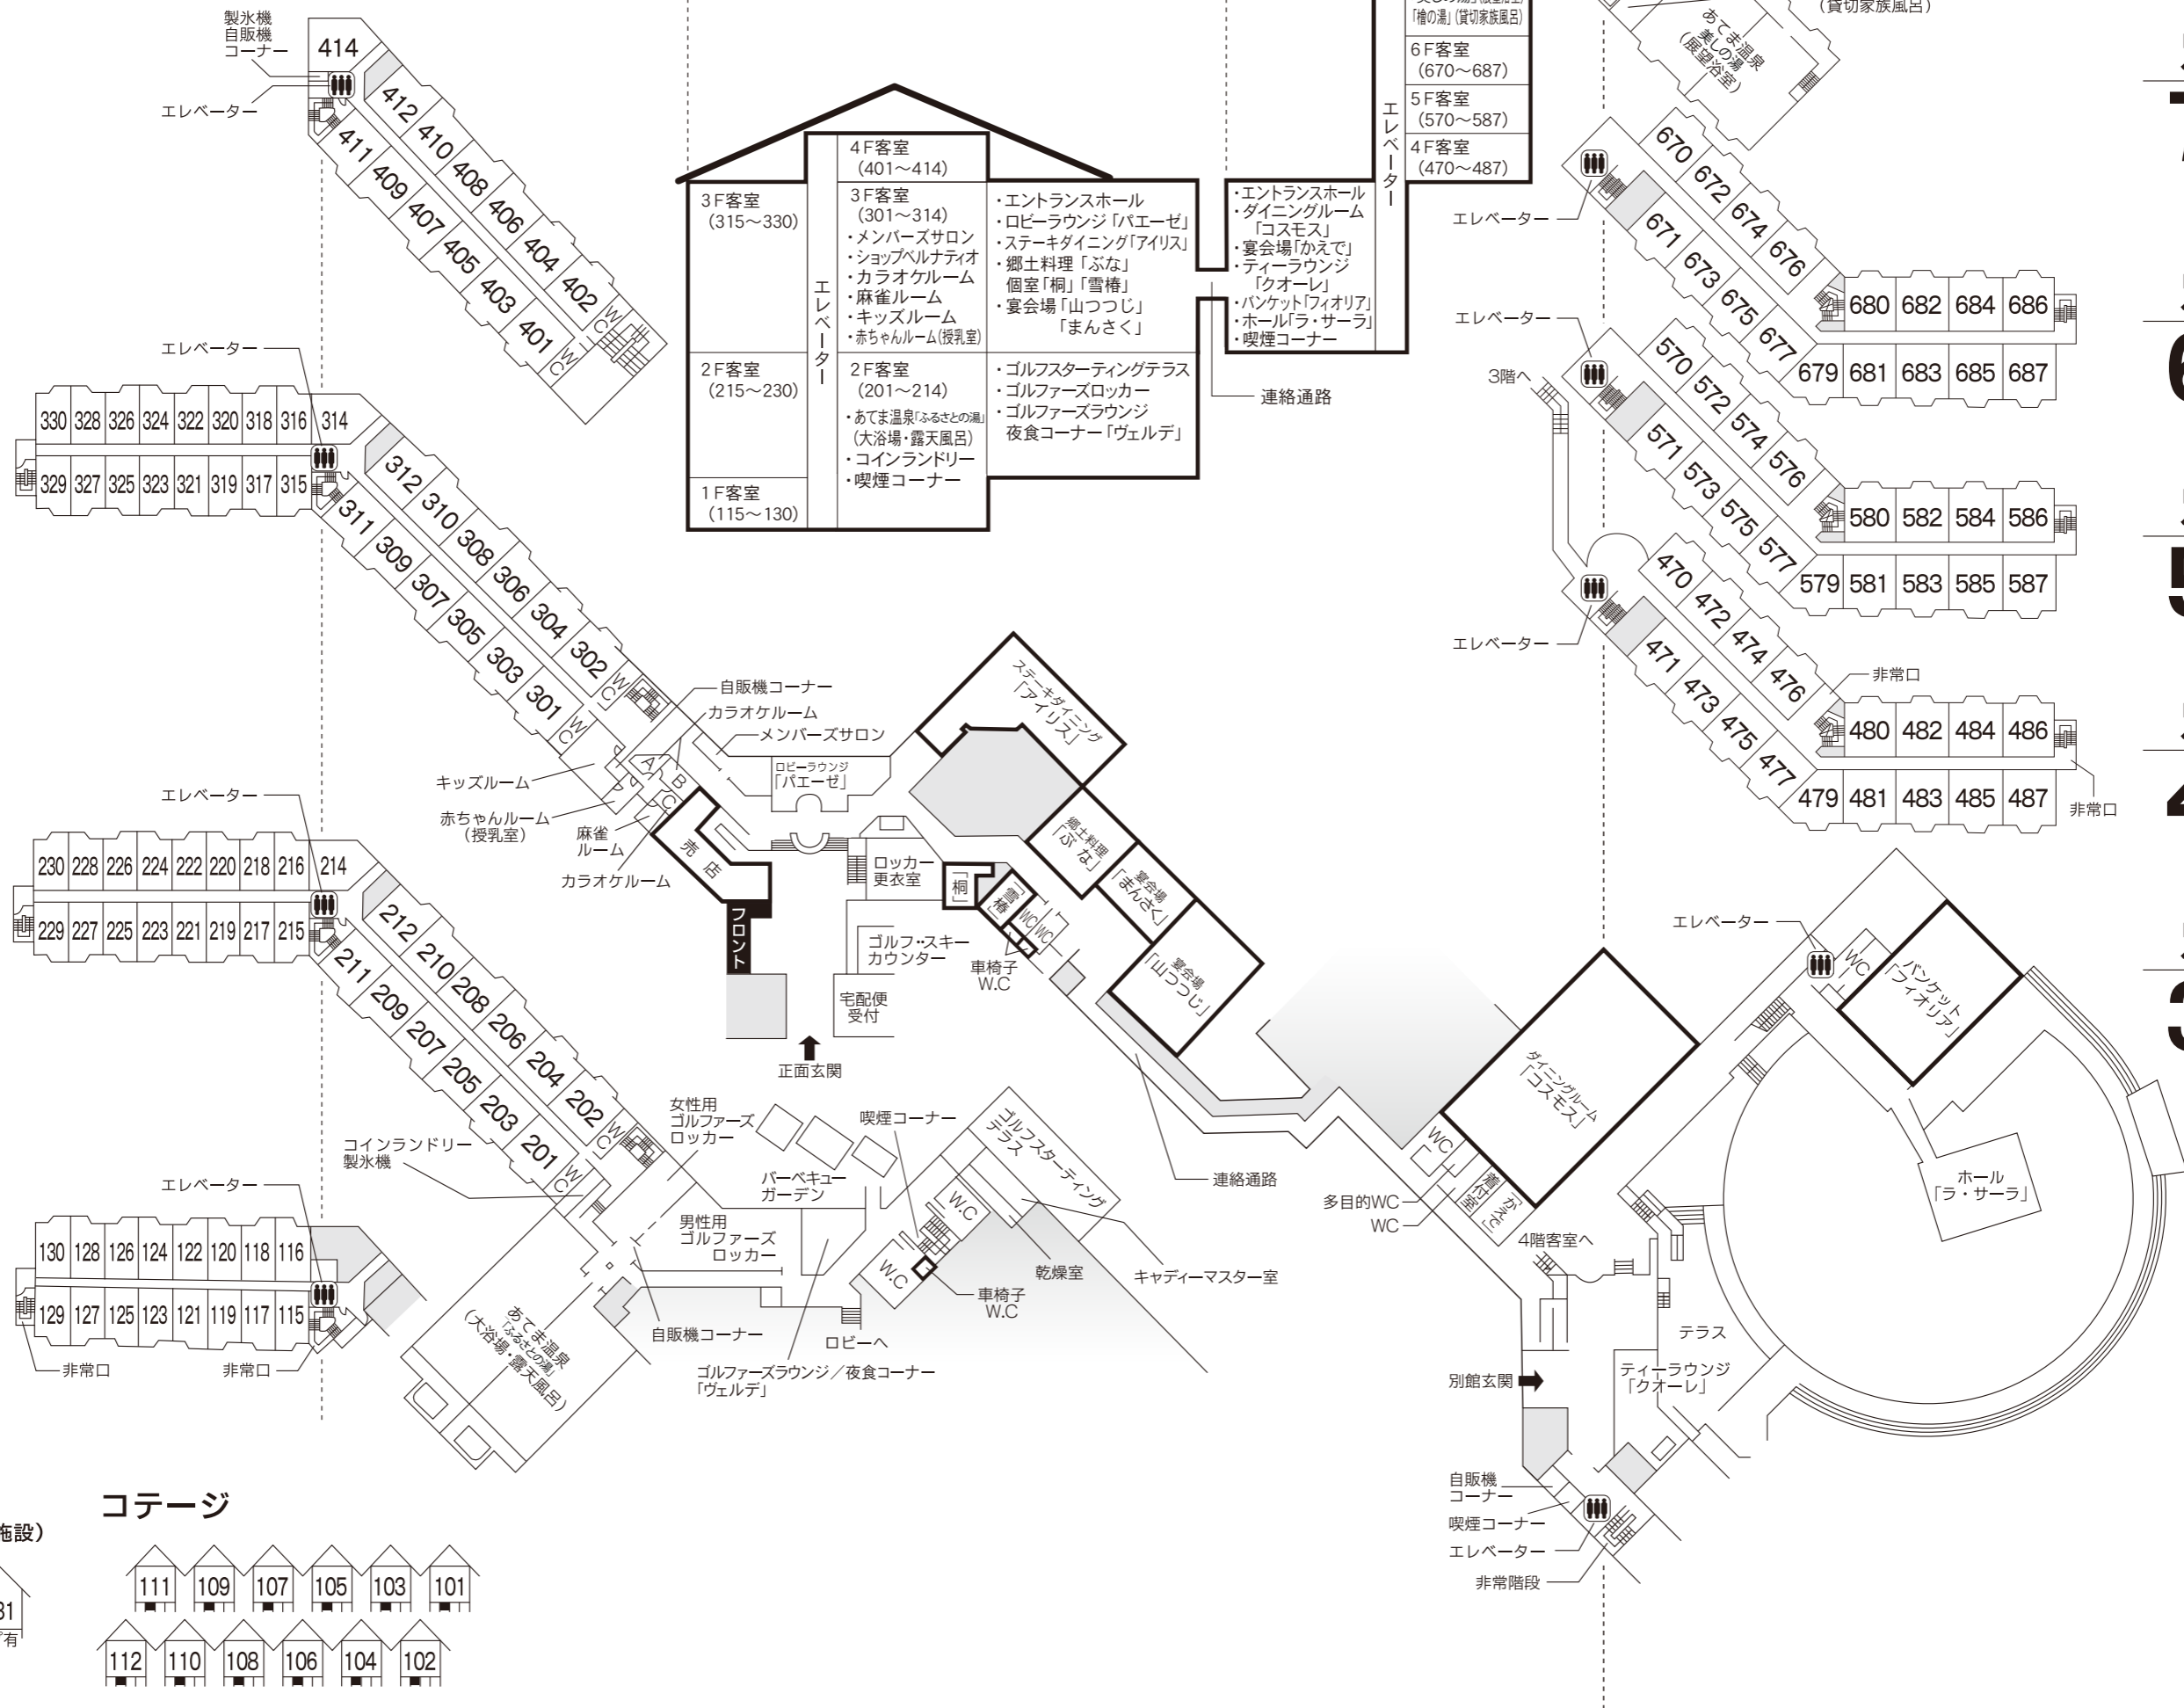 製氷機
自販機
コーナー
エレベーター
414
412
410
408
406
404
402
WC
411
409
407
405
403
401
WC
エレベーター
330 328 326 324 322 320 318 316 314
329 327 325 323 321 319 317 315
312
310
308
306
304
302
WC
311
309
307
305
303
301
WC
自販機コーナー
カラオケルーム
メンバーズサロン
キッズルーム
赤ちゃんルーム
(授乳室)
麻雀
ルーム
カラオケルーム
A
B
C
ロビーラウンジ
「パエーゼ」
売店
フロント
ロッカー
更衣室
ゴルフ・スキー
カウンター
宅配便
受付
正面玄関
ステーキダイニング
「アイリス」
郷土料理
「ぶな」
宴会場
「まんさく」
宴会場
「山つつじ」
「桐」
「雪椿」
WC
WC
車椅子
W.C
連絡通路
エレベーター
230 228 226 224 222 220 218 216 214
229 227 225 223 221 219 217 215
212
210
208
206
204
202
WC
211
209
207
205
203
201
WC
コインランドリー
製氷機
女性用
ゴルファーズ
ロッカー
男性用
ゴルファーズ
ロッカー
バーベキュー
ガーデン
喫煙コーナー
ゴルフスターティング
テラス
W.C
W.C
車椅子
W.C
乾燥室
キャディーマスター室
自販機コーナー
ロビーへ
ゴルファーズラウンジ／夜食コーナー
「ヴェルデ」
あてま温泉
「ふるさとの湯」
(大浴場・露天風呂)
エレベーター
130 128 126 124 122 120 118 116
129 127 125 123 121 119 117 115
非常口
非常口
4F客室
(401〜414)
3F客室
(315〜330)
エレベーター
3F客室
(301〜314)
・メンバーズサロン
・ショップベルナティオ
・カラオケルーム
・麻雀ルーム
・キッズルーム
・赤ちゃんルーム(授乳室)
・エントランスホール
・ロビーラウンジ「パエーゼ」
・ステーキダイニング「アイリス」
・郷土料理「ぶな」
個室「桐」「雪椿」
・宴会場「山つつじ」
「まんさく」
2F客室
(215〜230)
2F客室
(201〜214)
・あてま温泉「ふるさとの湯」
(大浴場・露天風呂)
・コインランドリー
・喫煙コーナー
・ゴルフスターティングテラス
・ゴルファーズロッカー
・ゴルファーズラウンジ
夜食コーナー「ヴェルデ」
1F客室
(115〜130)
連絡通路
・エントランスホール
・ダイニングルーム
「コスモス」
・宴会場「かえで」
・ティーラウンジ
「クオーレ」
・バンケット「フィオリア」
・ホール「ラ・サーラ」
・喫煙コーナー
エレベーター
「檜の湯」(貸切家族風呂)
6F客室
(670〜687)
5F客室
(570〜587)
4F客室
(470〜487)
(貸切家族風呂)
あてま温泉
美しの湯
(展望浴室)
エレベーター
670
672
674
676
680 682 684 686
671
673
675
677
679 681 683 685 687
エレベーター
3階へ
570
572
574
576
580 582 584 586
571
573
575
577
579 581 583 585 587
エレベーター
470
472
474
476
非常口
480 482 484 486
471
473
475
477
479 481 483 485 487
非常口
エレベーター
WC
バンケット
「フィオリア」
ダイニングルーム
「コスモス」
WC
多目的WC
WC
着付室
「かえで」
4階客室へ
ホール
「ラ・サーラ」
テラス
ティーラウンジ
「クオーレ」
別館玄関
自販機
コーナー
喫煙コーナー
エレベーター
非常階段
コテージ
施設)
111 109 107 105 103 101
112 110 108 106 104 102